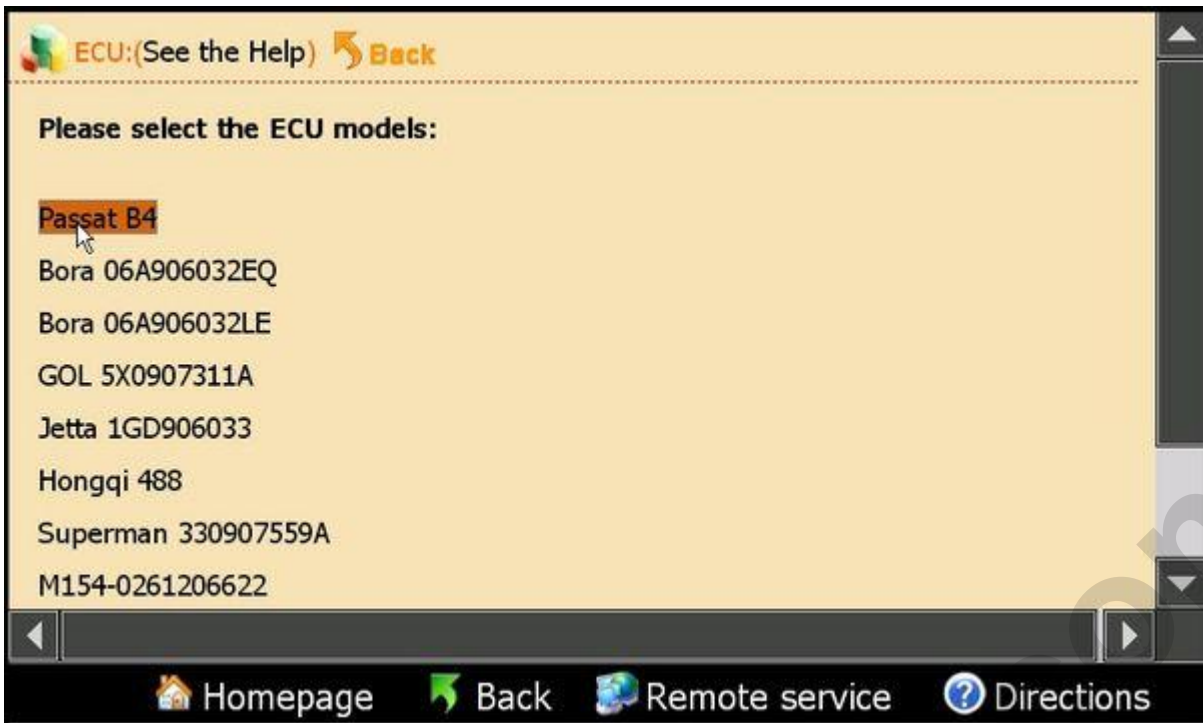 ECU:(See the Help) Back
Please select the ECU models:
Passat B4
Bora 06A906032EQ
Bora 06A906032LE
GOL 5X0907311A
Jetta 1GD906033
Hongqi 488
Superman 330907559A
M154-0261206622
Homepage Back Remote service Directions